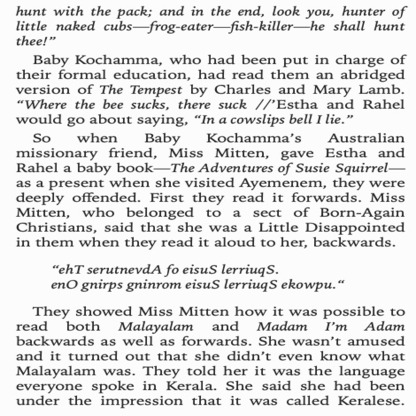 hunt with the pack; and in the end, look you, hunter of
little naked cubs—frog-eater—fish-killer—he shall hunt
thee!”
Baby Kochamma, who had been put in charge of
their formal education, had read them an abridged
version of The Tempest by Charles and Mary Lamb.
“Where the bee sucks, there suck //’Estha and Rahel
would go about saying, “In a cowslips bell I lie.”
So when Baby Kochamma’s Australian
missionary friend, Miss Mitten, gave Estha and
Rahel a baby book—The Adventures of Susie Squirrel—
as a present when she visited Ayemenem, they were
deeply offended. First they read it forwards. Miss
Mitten, who belonged to a sect of Born-Again
Christians, said that she was a Little Disappointed
in them when they read it aloud to her, backwards.
“ehT serutnevdA fo eisuS lerriuqS.
enO gnirps gninrom eisuS lerriuqS ekowpu.“
They showed Miss Mitten how it was possible to
read both Malayalam and Madam I’m Adam
backwards as well as forwards. She wasn’t amused
and it turned out that she didn’t even know what
Malayalam was. They told her it was the language
everyone spoke in Kerala. She said she had been
under the impression that it was called Keralese.